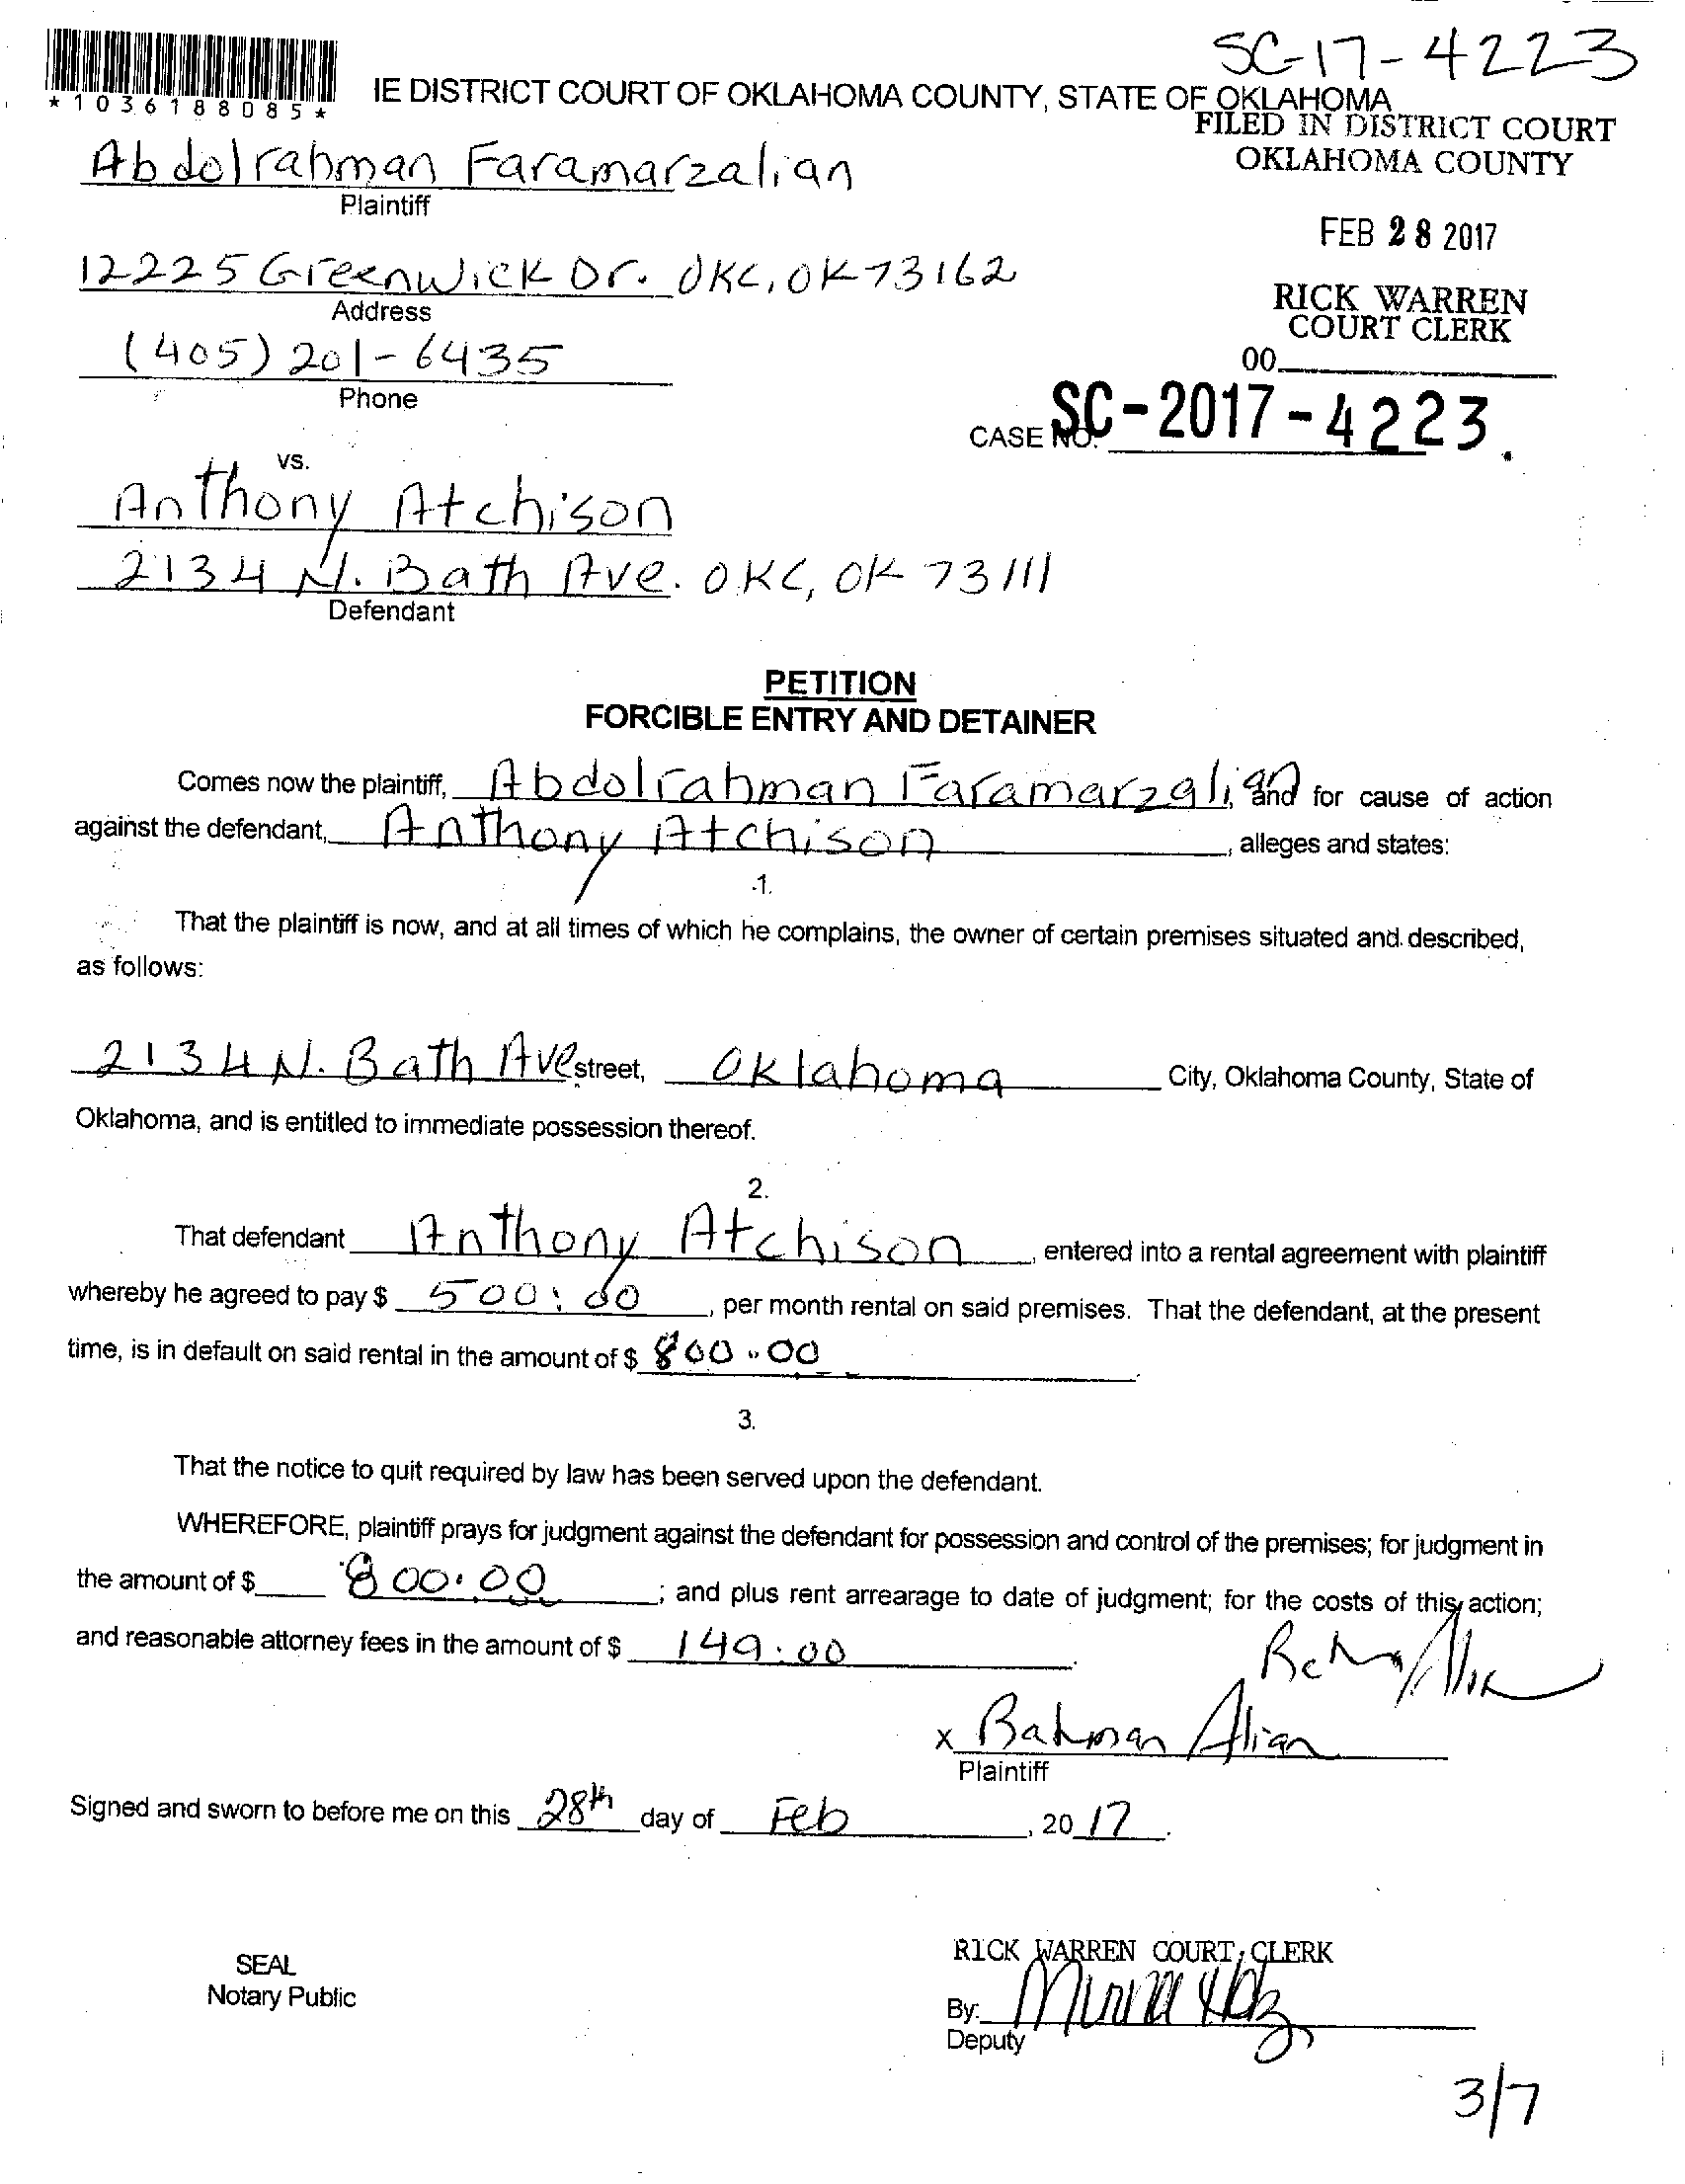 SC-17-4223
*1036188085*
IE DISTRICT COURT OF OKLAHOMA COUNTY, STATE OF OKLAHOMA
FILED IN DISTRICT COURT
OKLAHOMA COUNTY
Abdolrahman Faramarzalian
Plaintiff
FEB 28 2017
12225 Greenwick Dr. OKC, OK 73162
Address
RICK WARREN
COURT CLERK
(405) 201-6435
00
Phone
CASE NO. SC-2017-4223.
vs.
Anthony Atchison
2134 N. Bath Ave. OKC, OK 73111
Defendant
PETITION
FORCIBLE ENTRY AND DETAINER
Comes now the plaintiff, Abdolrahman Faramarzalian, and for cause of action
against the defendant, Anthony Atchison, alleges and states:
1.
That the plaintiff is now, and at all times of which he complains, the owner of certain premises situated and described,
as follows:
2134 N. Bath Ave street, Oklahoma City, Oklahoma County, State of
Oklahoma, and is entitled to immediate possession thereof.
2.
That defendant Anthony Atchison, entered into a rental agreement with plaintiff
whereby he agreed to pay $ 500.00, per month rental on said premises. That the defendant, at the present
time, is in default on said rental in the amount of $ 800.00.
3.
That the notice to quit required by law has been served upon the defendant.
WHEREFORE, plaintiff prays for judgment against the defendant for possession and control of the premises; for judgment in
the amount of $ 800.00; and plus rent arrearage to date of judgment; for the costs of this action;
and reasonable attorney fees in the amount of $ 149.00.
x Bahman Alian
Plaintiff
Signed and sworn to before me on this 28th day of Feb, 2017.
RICK WARREN COURT CLERK
SEAL
Notary Public
By:
Deputy
3/7